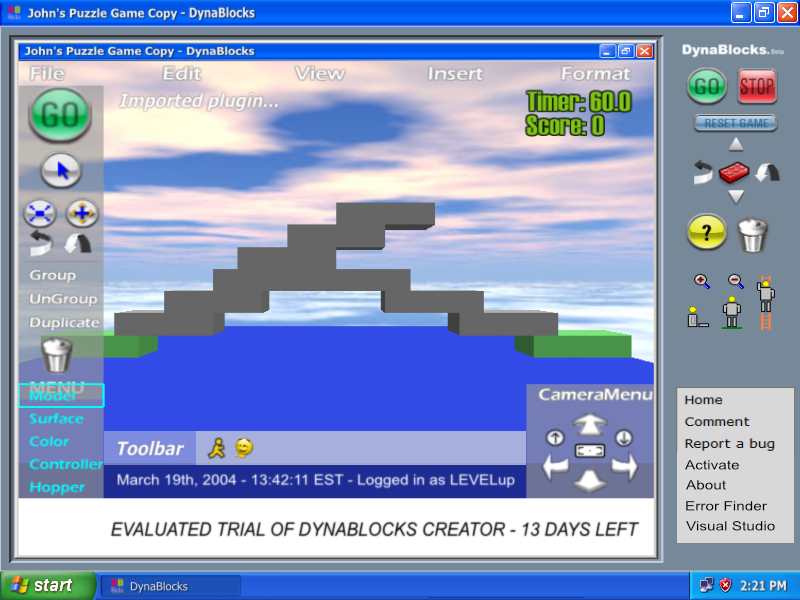 John's Puzzle Game Copy - DynaBlocks
John's Puzzle Game Copy - DynaBlocks
File Edit View Insert Format
GO
Imported plugin...
Timer: 60.0
Score: 0
Group
UnGroup
Duplicate
MENU
Model
Surface
Color
Controller
Hopper
CameraMenu
Toolbar
March 19th, 2004 - 13:42:11 EST - Logged in as LEVELup
EVALUATED TRIAL OF DYNABLOCKS CREATOR - 13 DAYS LEFT
DynaBlocks. Beta
GO STOP
RESET GAME
?
Home
Comment
Report a bug
Activate
About
Error Finder
Visual Studio
start
DynaBlocks
2:21 PM